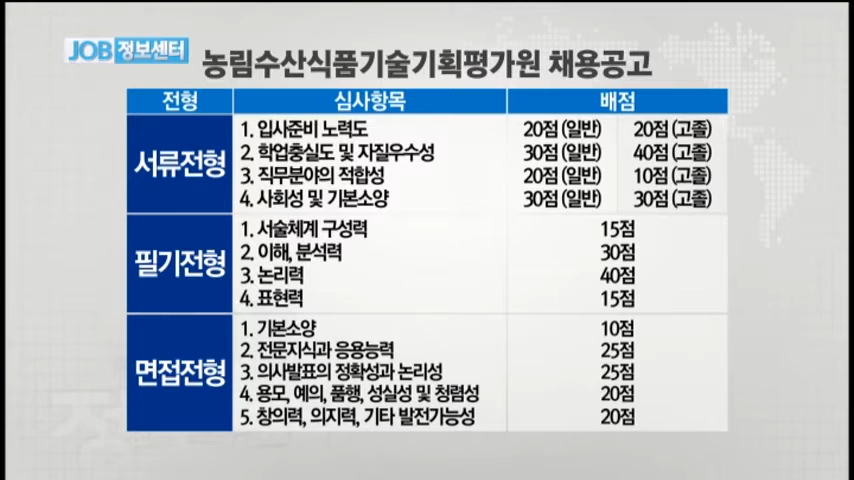 JOB 정보센터
농림수산식품기술기획평가원 채용공고
전형 심사항목 배점
서류전형
1. 입사준비 노력도 20점 (일반) 20점 (고졸)
2. 학업충실도 및 자질우수성 30점 (일반) 40점 (고졸)
3. 직무분야의 적합성 20점 (일반) 10점 (고졸)
4. 사회성 및 기본소양 30점 (일반) 30점 (고졸)
필기전형
1. 서술체계 구성력 15점
2. 이해, 분석력 30점
3. 논리력 40점
4. 표현력 15점
면접전형
1. 기본소양 10점
2. 전문지식과 응용능력 25점
3. 의사발표의 정확성과 논리성 25점
4. 용모, 예의, 품행, 성실성 및 청렴성 20점
5. 창의력, 의지력, 기타 발전가능성 20점